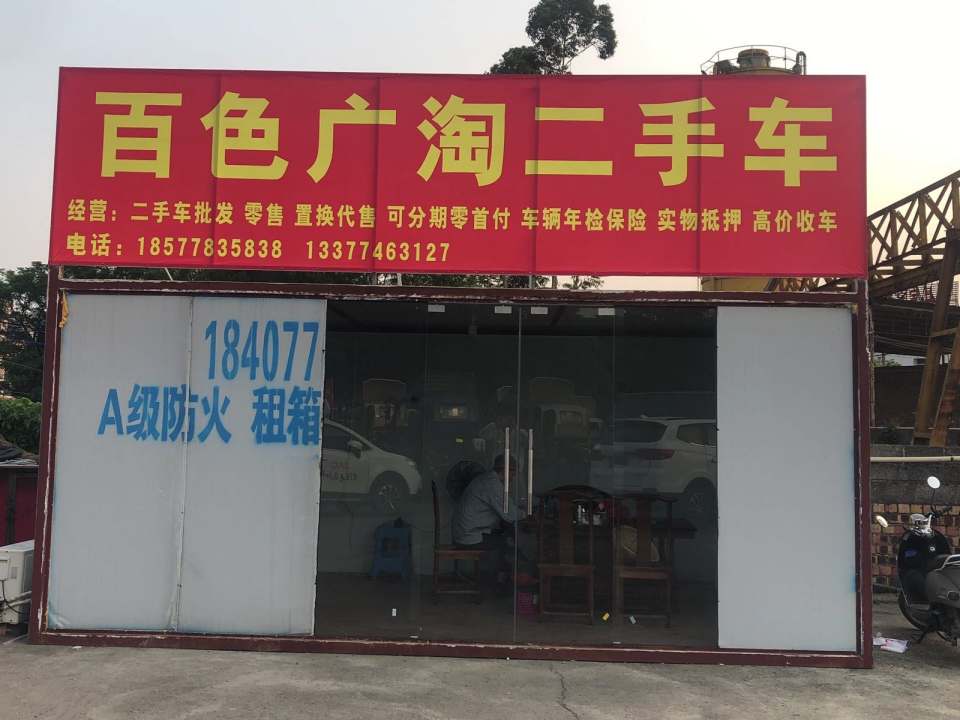 百色广淘二手车
经营：二手车批发 零售 置换代售 可分期零首付 车辆年检保险 实物抵押 高价收车
电话：18577835838 13377463127
184077
A级防火 租箱